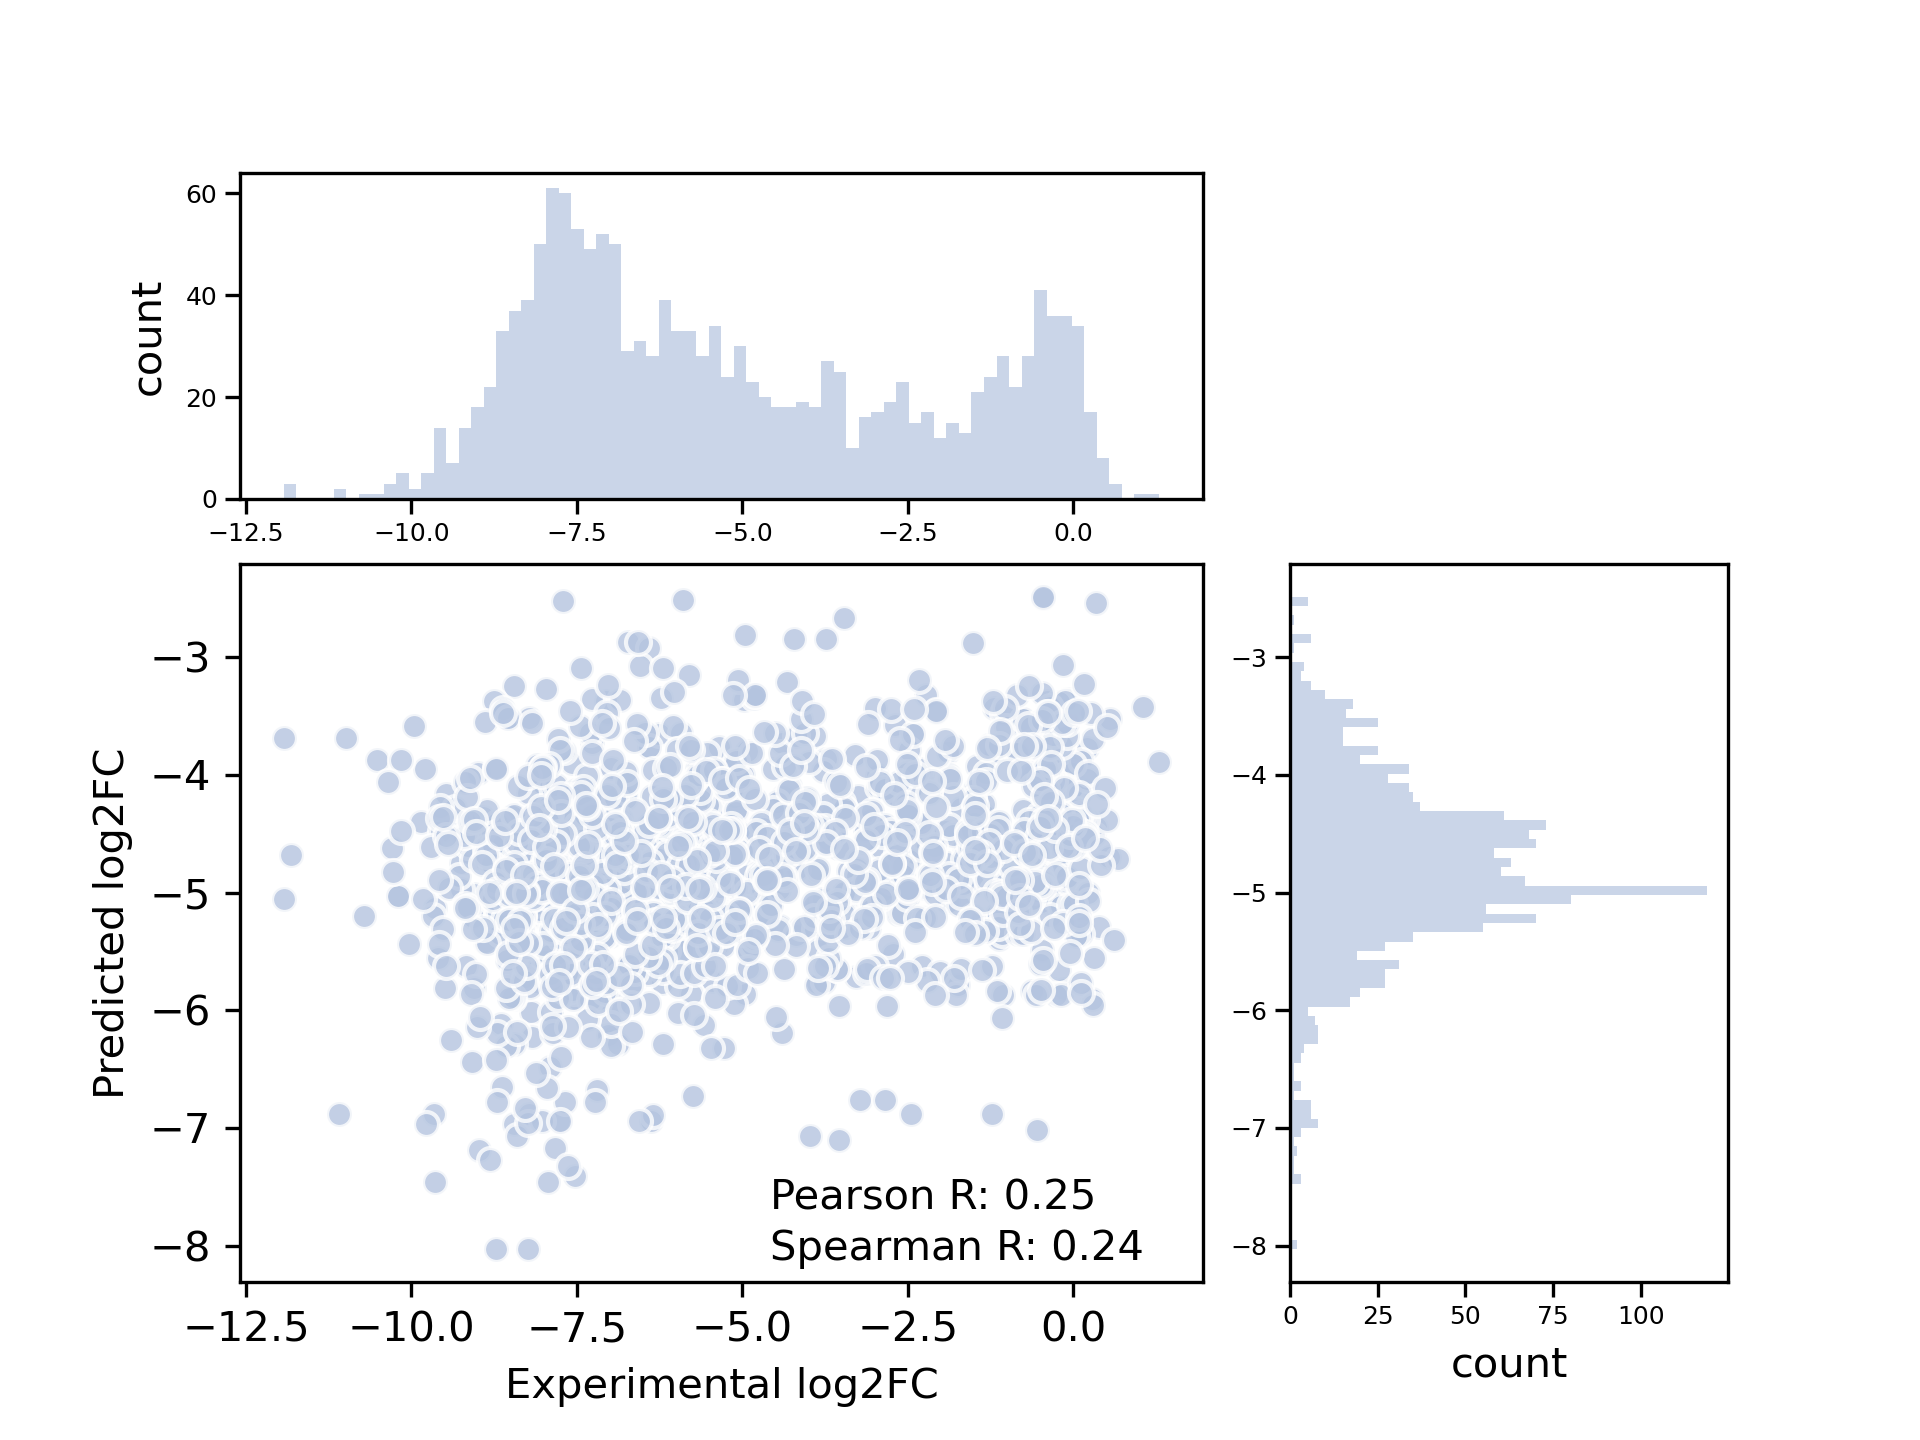 60
40
20
0
count
−12.5 −10.0 −7.5 −5.0 −2.5 0.0
−3
−4
−5
−6
−7
−8
Predicted log2FC
Pearson R: 0.25
Spearman R: 0.24
−12.5 −10.0 −7.5 −5.0 −2.5 0.0
Experimental log2FC
−3
−4
−5
−6
−7
−8
0 25 50 75 100
count